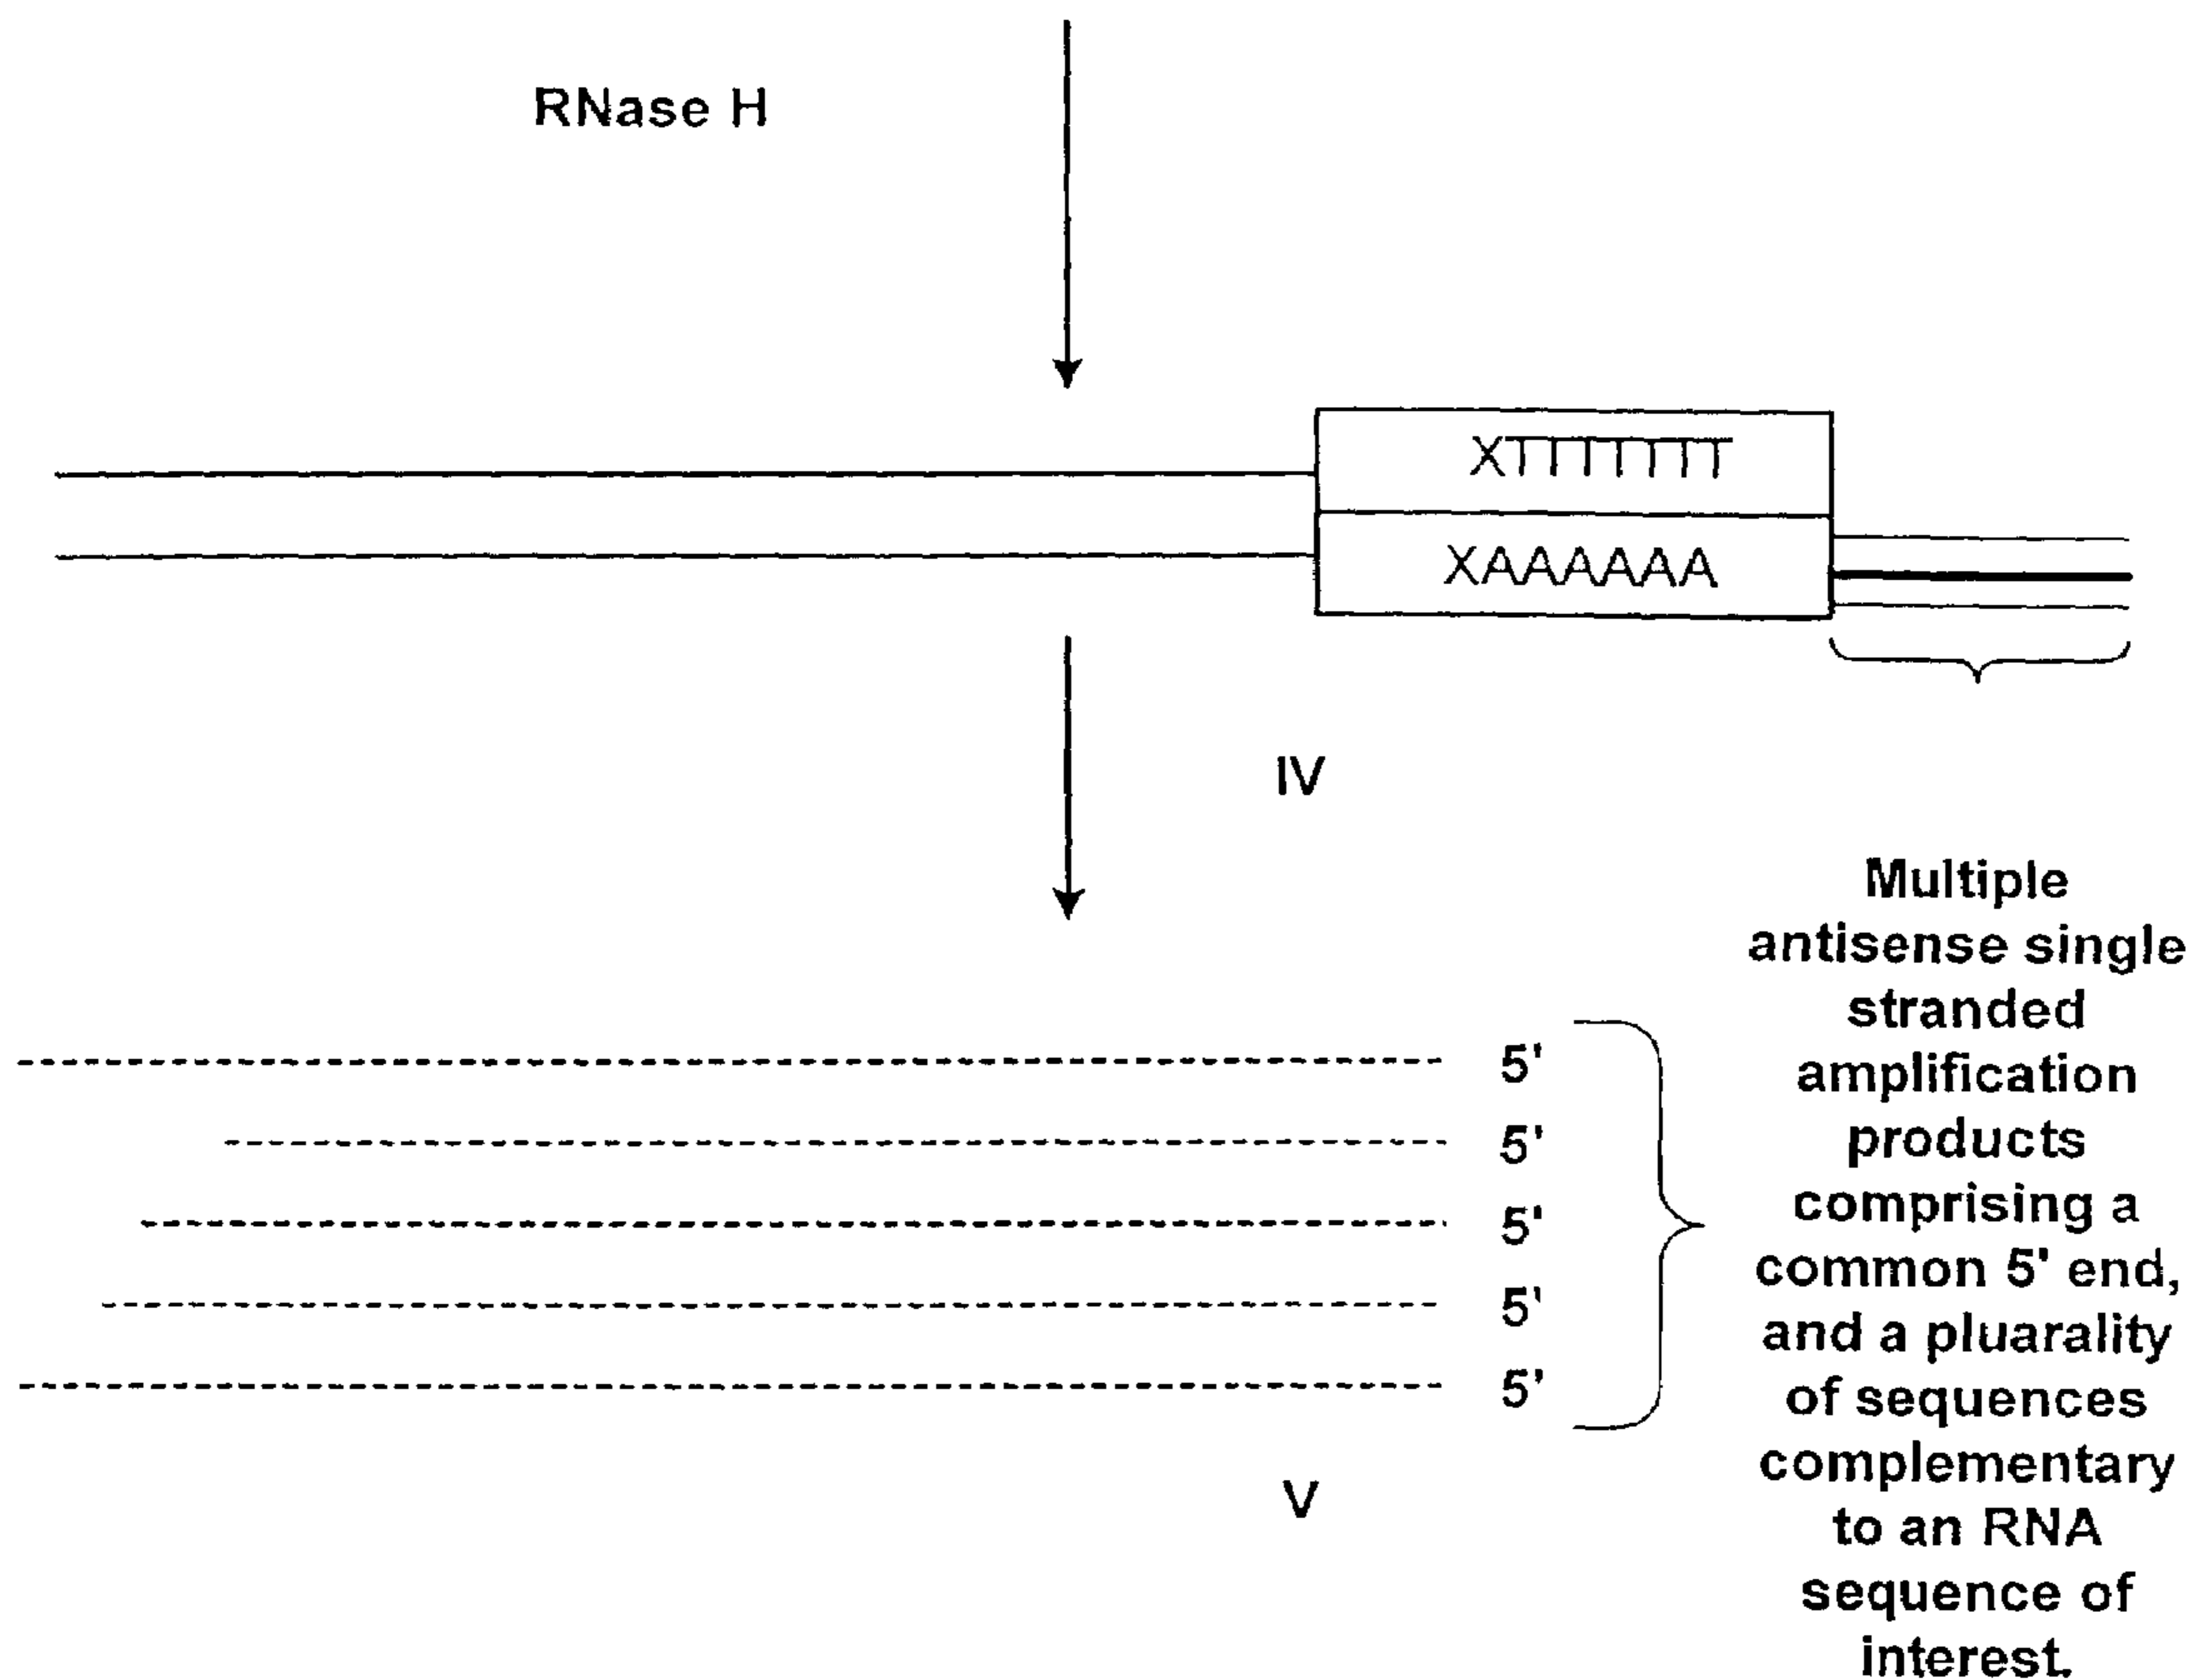 RNase H
XTTTTTTT
XAAAAAA
IV
Multiple
antisense single
stranded
amplification
products
comprising a
common 5' end,
and a pluarality
of sequences
complementary
to an RNA
sequence of
interest.
5'
5'
5'
5'
5'
V